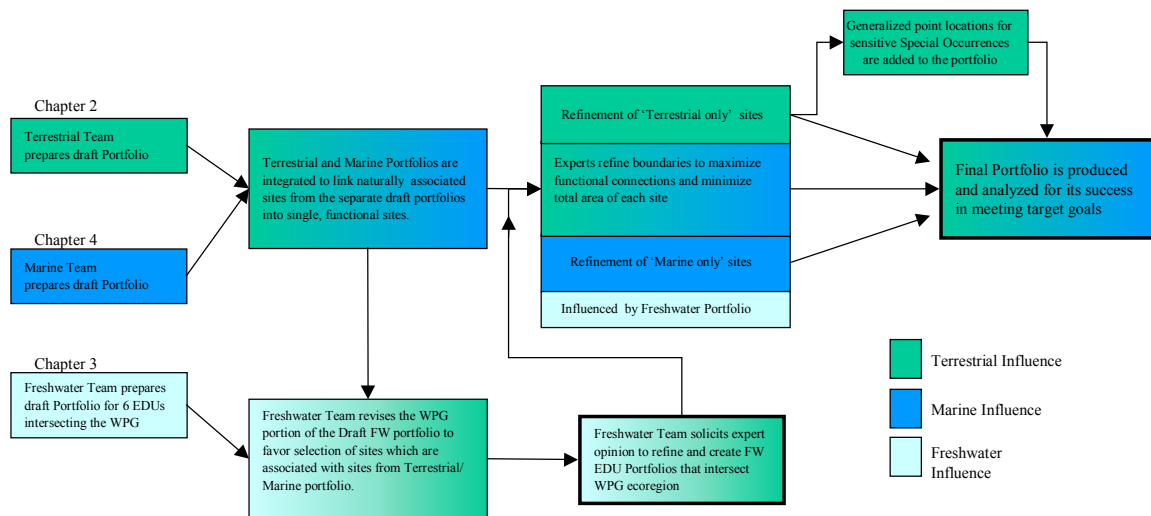 Generalized point locations for
sensitive Special Occurrences
are added to the portfolio
Chapter 2
Terrestrial Team
prepares draft Portfolio
Chapter 4
Marine Team
prepares draft Portfolio
Chapter 3
Freshwater Team prepares
draft Portfolio for 6 EDUs
intersecting the WPG
Terrestrial and Marine Portfolios are
integrated to link naturally associated
sites from the separate draft portfolios
into single, functional sites.
Freshwater Team revises the WPG
portion of the Draft FW portfolio to
favor selection of sites which are
associated with sites from Terrestrial/
Marine portfolio.
Refinement of ‘Terrestrial only’ sites
Experts refine boundaries to maximize
functional connections and minimize
total area of each site
Refinement of ‘Marine only’ sites
Influenced by Freshwater Portfolio
Freshwater Team solicits expert
opinion to refine and create FW
EDU Portfolios that intersect
WPG ecoregion
Final Portfolio is produced
and analyzed for its success
in meeting target goals
Terrestrial Influence
Marine Influence
Freshwater
Influence